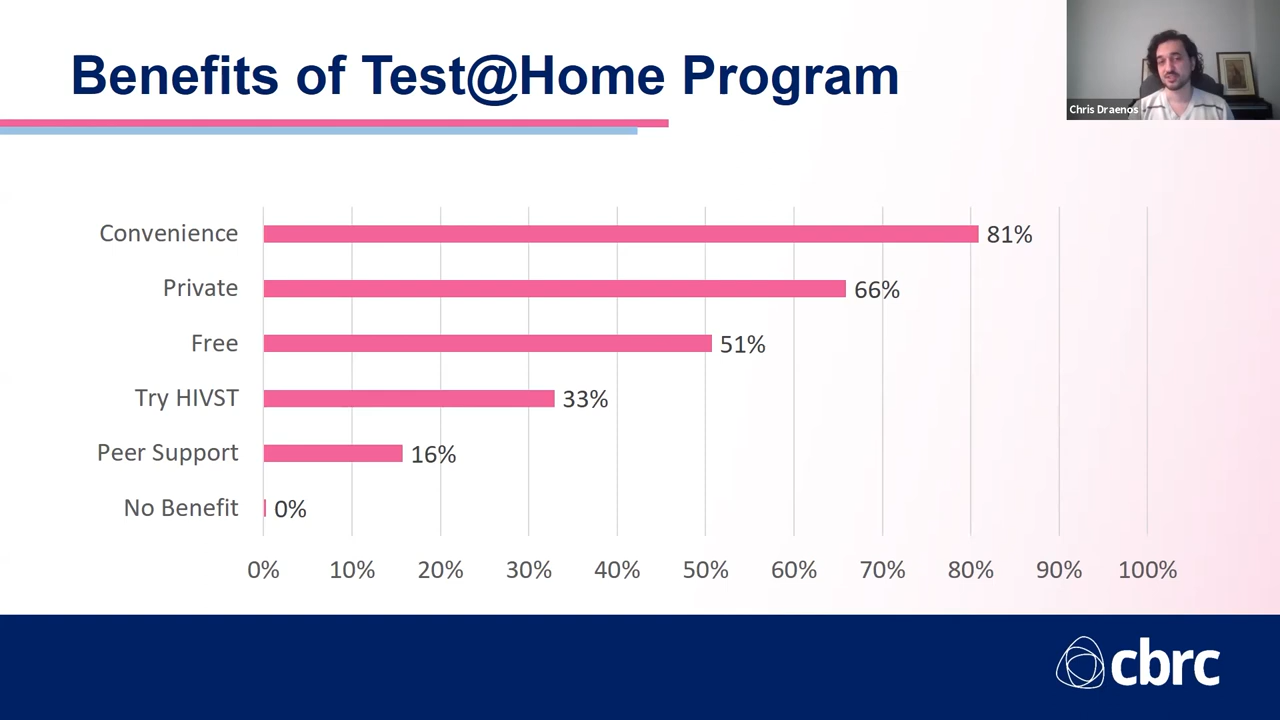 Benefits of Test@Home Program
Chris Draenos
Convenience 81%
Private 66%
Free 51%
Try HIVST 33%
Peer Support 16%
No Benefit 0%
0% 10% 20% 30% 40% 50% 60% 70% 80% 90% 100%
cbrc